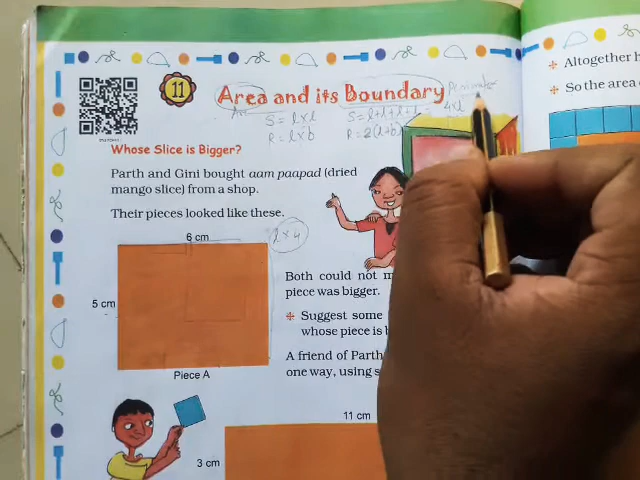 11
Area and its Boundary
S = l×l
R = l×b
S = l+l+l+l
R = 2(l+b)
4×l
Whose Slice is Bigger?
Parth and Gini bought aam paapad (dried
mango slice) from a shop.
Their pieces looked like these.
l × 4
6 cm
5 cm
Piece A
Both could not m
piece was bigger.
Suggest some
whose piece is b
A friend of Parth
one way, using s
11 cm
3 cm
Altogether h
So the area